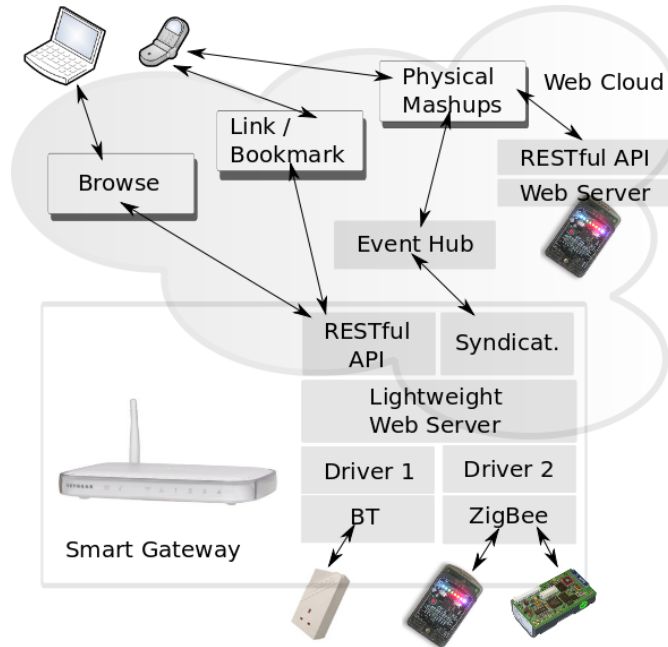 Physical
Mashups
Web Cloud
Link /
Bookmark
RESTful API
Browse
Web Server
Event Hub
RESTful
API
Syndicat.
Lightweight
Web Server
Driver 1
Driver 2
NETGEAR
BT
ZigBee
Smart Gateway